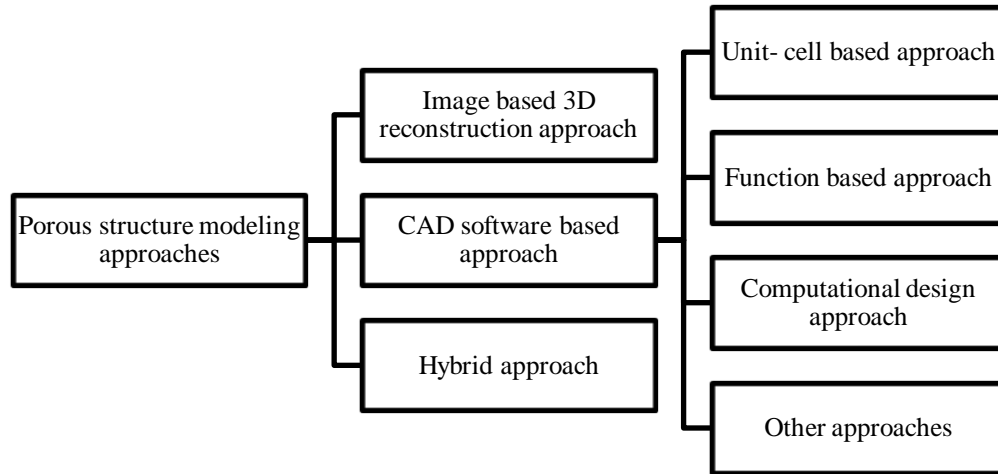 Porous structure modeling
approaches
Image based 3D
reconstruction approach
CAD software based
approach
Hybrid approach
Unit- cell based approach
Function based approach
Computational design
approach
Other approaches